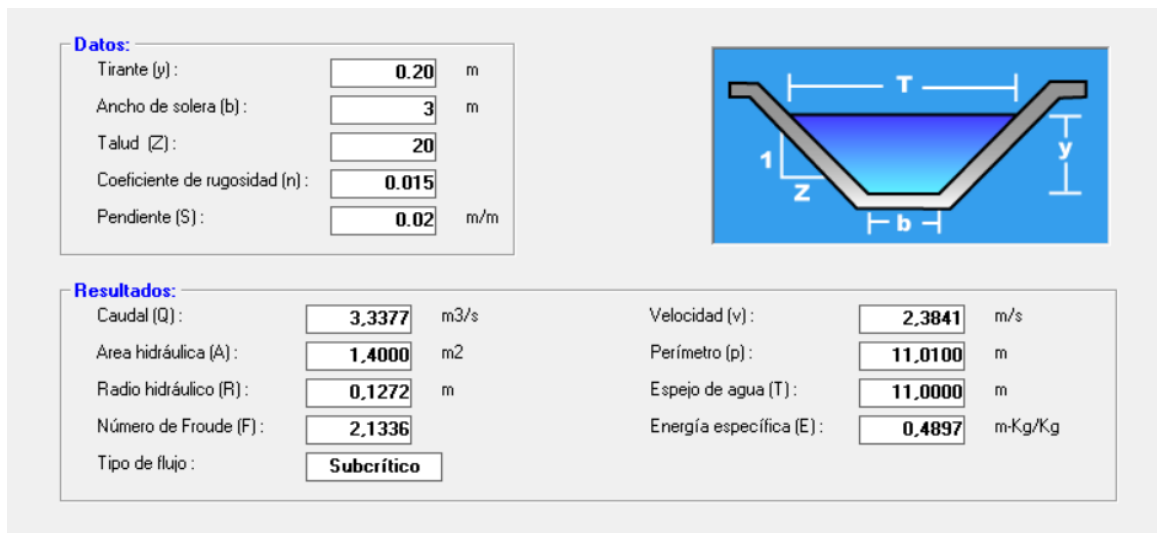 Datos:
Tirante (y) : 0.20 m
Ancho de solera (b) : 3 m
Talud (Z) : 20
Coeficiente de rugosidad (n) : 0.015
Pendiente (S) : 0.02 m/m
T
1
Z
y
b
Resultados:
Caudal (Q) : 3,3377 m3/s Velocidad (v) : 2,3841 m/s
Area hidráulica (A) : 1,4000 m2 Perímetro (p) : 11,0100 m
Radio hidráulico (R) : 0,1272 m Espejo de agua (T) : 11,0000 m
Número de Froude (F) : 2,1336 Energía específica (E) : 0,4897 m-Kg/Kg
Tipo de flujo : Subcrítico